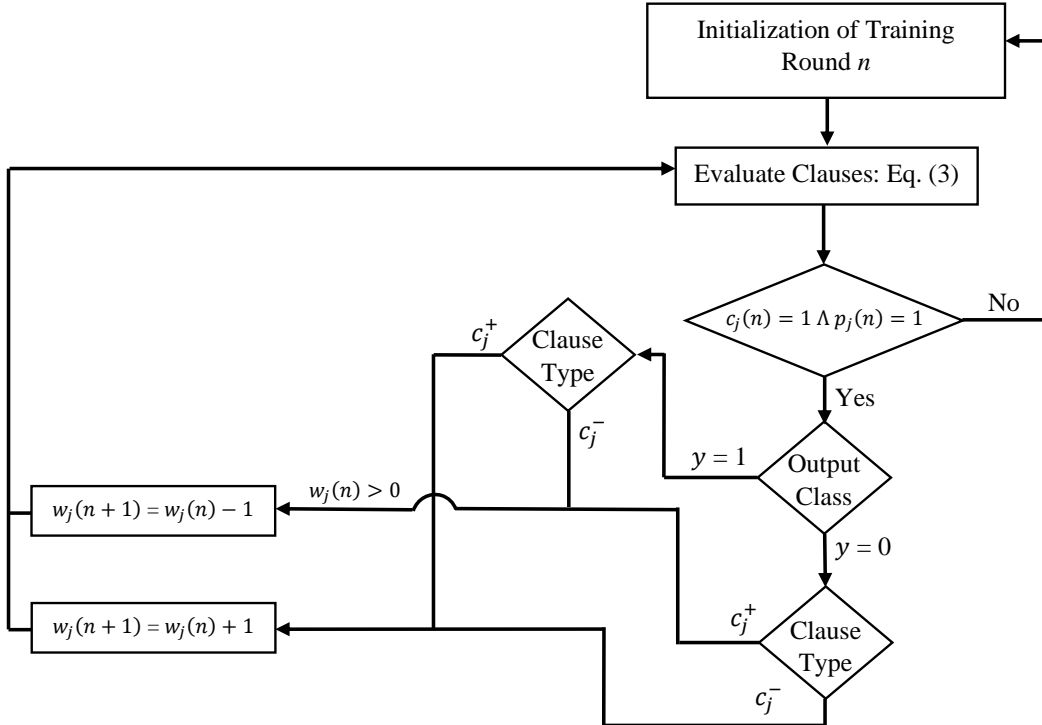 Initialization of Training
Round n
Evaluate Clauses: Eq. (3)
c_j(n) = 1 Λ p_j(n) = 1
No
Yes
c_j^+
Clause
Type
c_j^-
y = 1
Output
Class
w_j(n) > 0
w_j(n + 1) = w_j(n) − 1
y = 0
w_j(n + 1) = w_j(n) + 1
c_j^+
Clause
Type
c_j^-